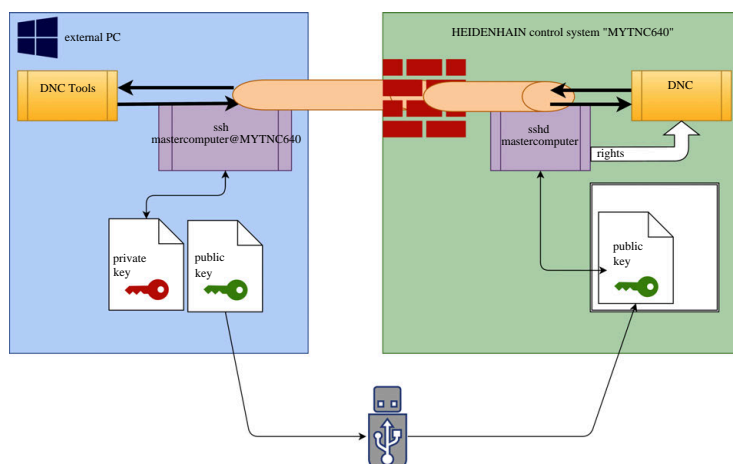 external PC
HEIDENHAIN control system "MYTNC640"
DNC Tools
DNC
ssh
mastercomputer@MYTNC640
sshd
mastercomputer
rights
private
key
public
key
public
key